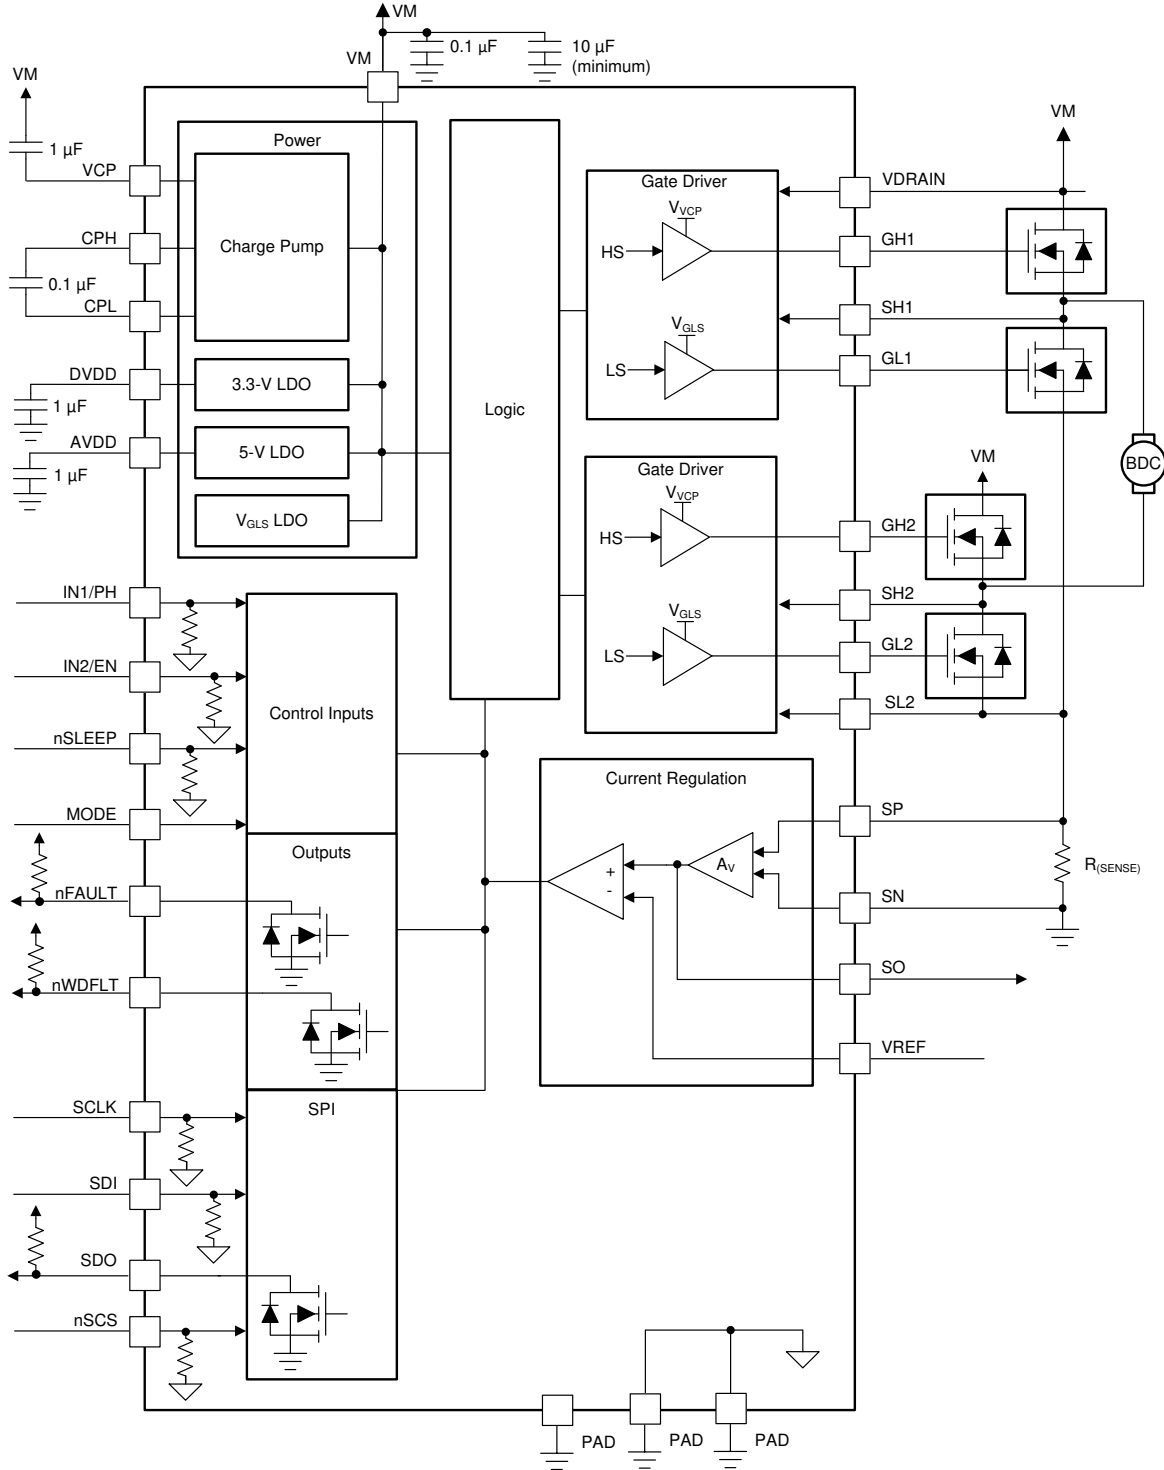 VM
VM
0.1 µF
10 µF
(minimum)
VM
1 µF
VCP
CPH
0.1 µF
CPL
DVDD
1 µF
AVDD
1 µF
Power
Charge Pump
3.3-V LDO
5-V LDO
VGLS LDO
Logic
Gate Driver
VVCP
HS
VGLS
LS
Gate Driver
VVCP
HS
VGLS
LS
VM
VDRAIN
GH1
SH1
GL1
BDC
VM
GH2
SH2
GL2
SL2
IN1/PH
IN2/EN
nSLEEP
MODE
nFAULT
nWDFLT
Control Inputs
Outputs
Current Regulation
AV
+
-
SP
R(SENSE)
SN
SO
VREF
SCLK
SDI
SDO
nSCS
SPI
PAD
PAD
PAD